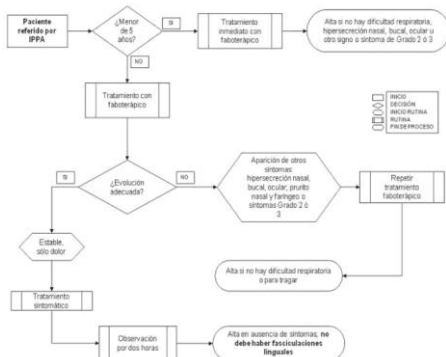 Paciente
referido por
IPPA
¿Menor
de 5
años?
SI
Tratamiento
inmediato con
faboterápico
Alta si no hay dificultad respiratoria,
hipersecreción nasal, bucal, ocular u
otro signo o síntoma de Grado 2 ó 3
NO
Tratamiento con
faboterápico
INICIO
DECISIÓN
INICIO RUTINA
RUTINA
FIN DE PROCESO
SI
¿Evolución
adecuada?
NO
Aparición de otros
síntomas
hipersecreción nasal,
bucal, ocular, prurito
nasal y faríngeo o
síntomas Grado 2 ó
3
Repetir
tratamiento
faboterápico
Estable,
sólo dolor
Alta si no hay dificultad respiratoria
o para tragar
Tratamiento
sintomático
Observación
por dos horas
Alta en ausencia de síntomas, no
debe haber fasciculaciones
linguales